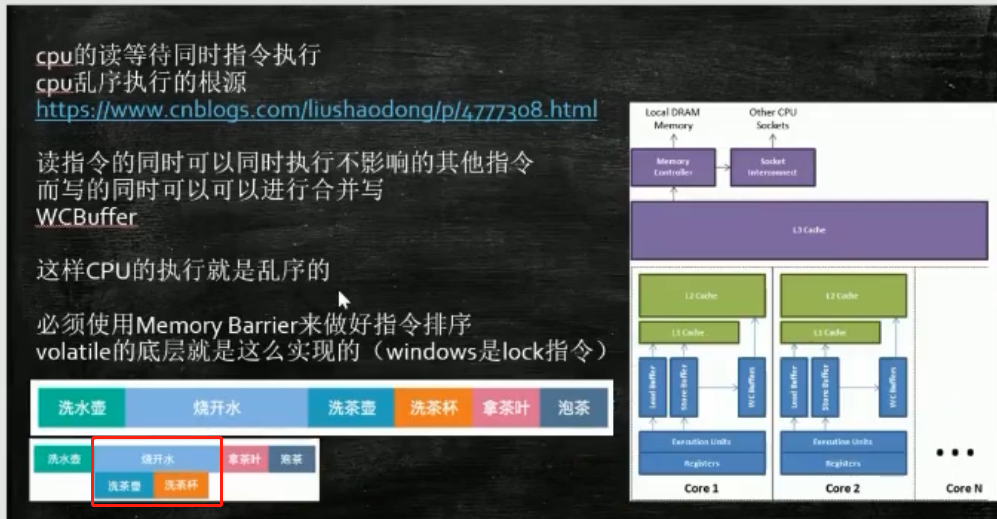 cpu的读等待同时指令执行
cpu乱序执行的根源
https://www.cnblogs.com/liushaodong/p/4777308.html
读指令的同时可以同时执行不影响的其他指令
而写的同时可以可以进行合并写
WCBuffer
这样CPU的执行就是乱序的
必须使用Memory Barrier来做好指令排序
volatile的底层就是这么实现的（windows是lock指令）
洗水壶 烧开水 洗茶壶 洗茶杯 拿茶叶 泡茶
洗水壶 烧开水 拿茶叶 泡茶
洗茶壶 洗茶杯
Local DRAM Memory
Other CPU Sockets
Memory Controller
Socket Interconnect
L3 Cache
L2 Cache
L2 Cache
L1 Cache
L1 Cache
Load Buffer
Store Buffer
WC Buffers
Load Buffer
Store Buffer
WC Buffers
Execution Units
Execution Units
Registers
Registers
Core 1
Core 2
Core N